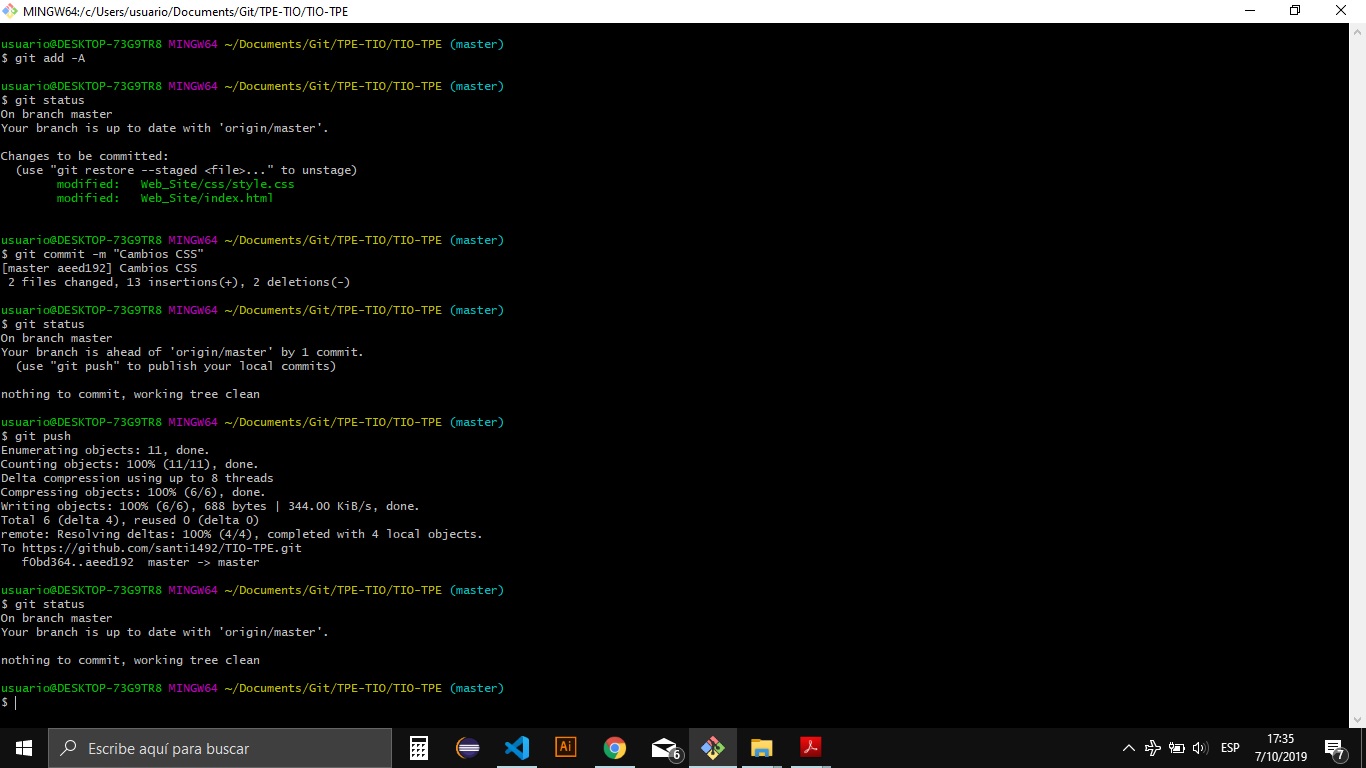 MINGW64:/c/Users/usuario/Documents/Git/TPE-TIO/TIO-TPE
usuario@DESKTOP-73G9TR8 MINGW64 ~/Documents/Git/TPE-TIO/TIO-TPE (master)
$ git add -A
usuario@DESKTOP-73G9TR8 MINGW64 ~/Documents/Git/TPE-TIO/TIO-TPE (master)
$ git status
On branch master
Your branch is up to date with 'origin/master'.
Changes to be committed:
(use "git restore --staged <file>..." to unstage)
modified:   Web_Site/css/style.css
modified:   Web_Site/index.html
usuario@DESKTOP-73G9TR8 MINGW64 ~/Documents/Git/TPE-TIO/TIO-TPE (master)
$ git commit -m "Cambios CSS"
[master aeed192] Cambios CSS
2 files changed, 13 insertions(+), 2 deletions(-)
usuario@DESKTOP-73G9TR8 MINGW64 ~/Documents/Git/TPE-TIO/TIO-TPE (master)
$ git status
On branch master
Your branch is ahead of 'origin/master' by 1 commit.
(use "git push" to publish your local commits)
nothing to commit, working tree clean
usuario@DESKTOP-73G9TR8 MINGW64 ~/Documents/Git/TPE-TIO/TIO-TPE (master)
$ git push
Enumerating objects: 11, done.
Counting objects: 100% (11/11), done.
Delta compression using up to 8 threads
Compressing objects: 100% (6/6), done.
Writing objects: 100% (6/6), 688 bytes | 344.00 KiB/s, done.
Total 6 (delta 4), reused 0 (delta 0)
remote: Resolving deltas: 100% (4/4), completed with 4 local objects.
To https://github.com/santi1492/TIO-TPE.git
f0bd364..aeed192  master -> master
usuario@DESKTOP-73G9TR8 MINGW64 ~/Documents/Git/TPE-TIO/TIO-TPE (master)
$ git status
On branch master
Your branch is up to date with 'origin/master'.
nothing to commit, working tree clean
usuario@DESKTOP-73G9TR8 MINGW64 ~/Documents/Git/TPE-TIO/TIO-TPE (master)
$
Escribe aquí para buscar
Ai
6
ESP
17:35
7/10/2019
7